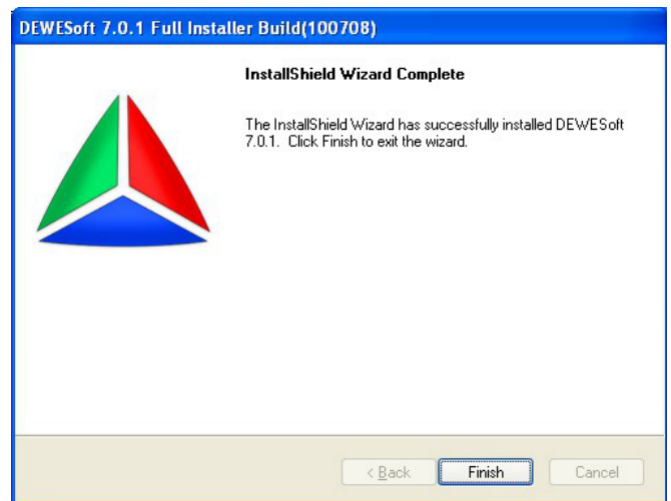 DEWESoft 7.0.1 Full Installer Build(100708)
InstallShield Wizard Complete
The InstallShield Wizard has successfully installed DEWESoft
7.0.1. Click Finish to exit the wizard.
< Back
Finish
Cancel